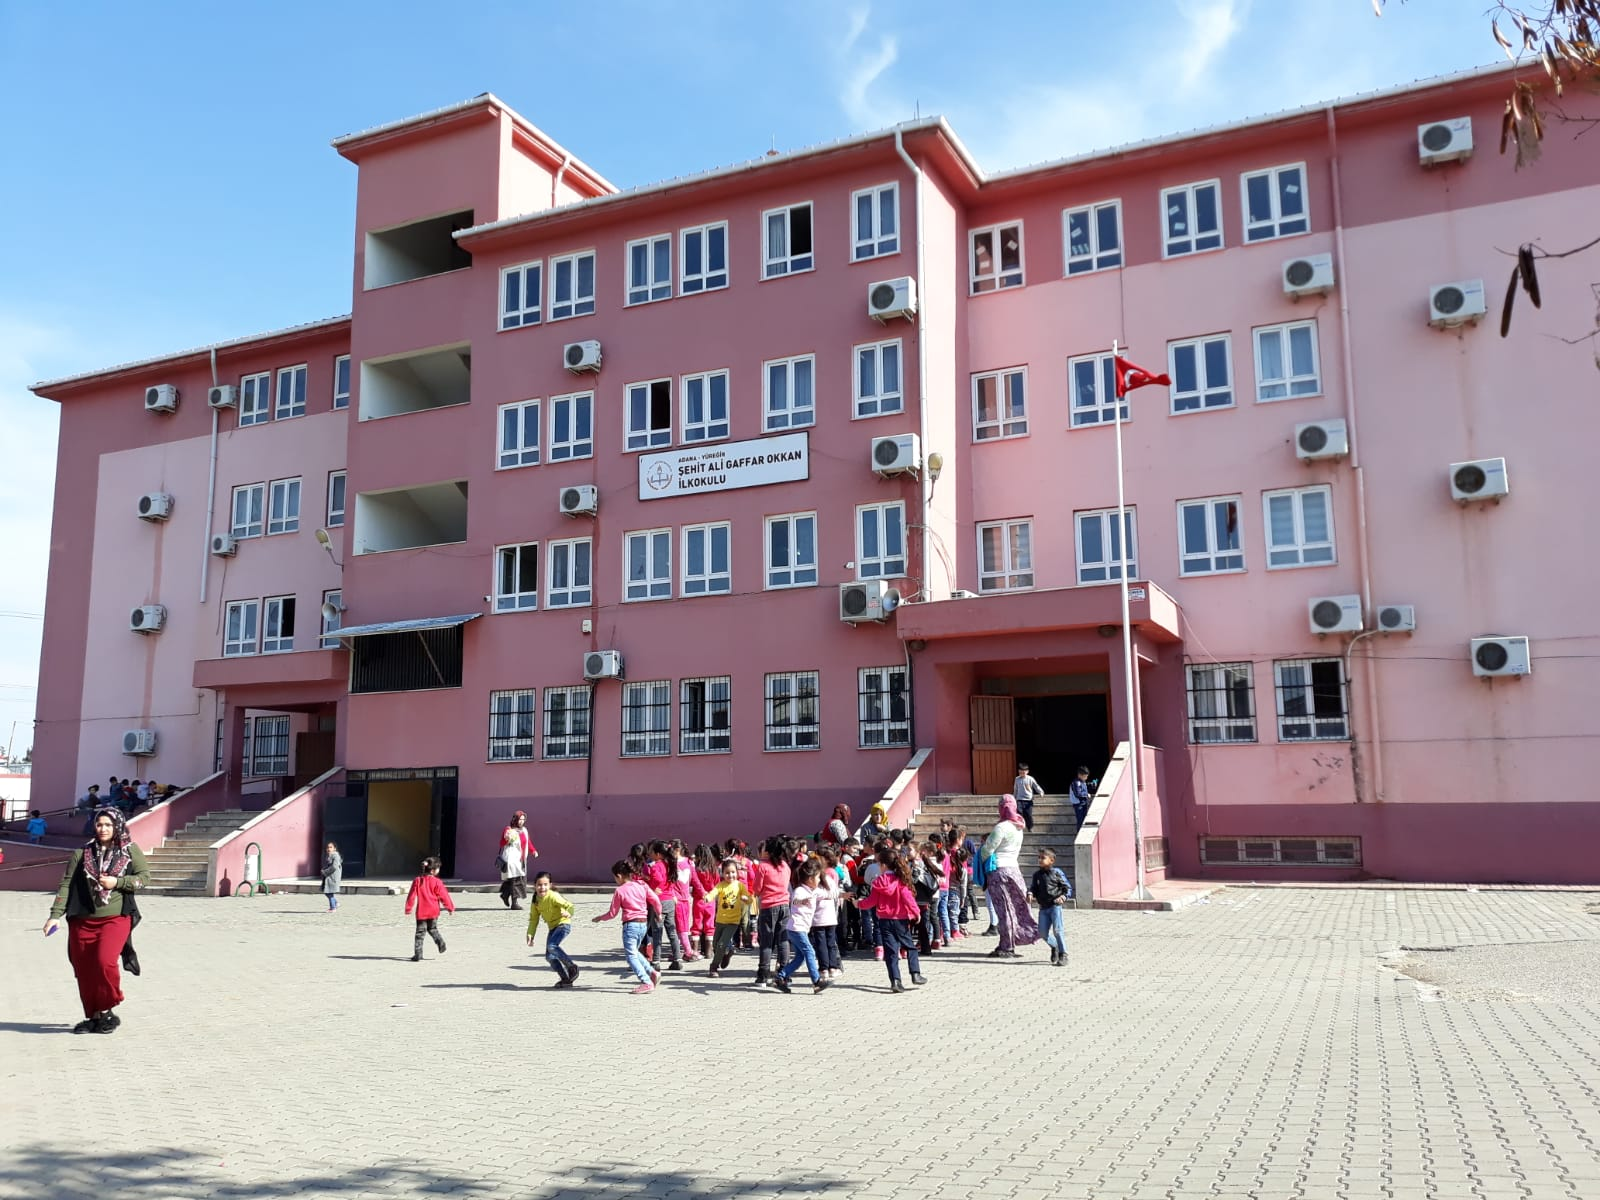 ADANA - YÜREĞİR
ŞEHİT ALİ GAFFAR OKKAN
İLKOKULU